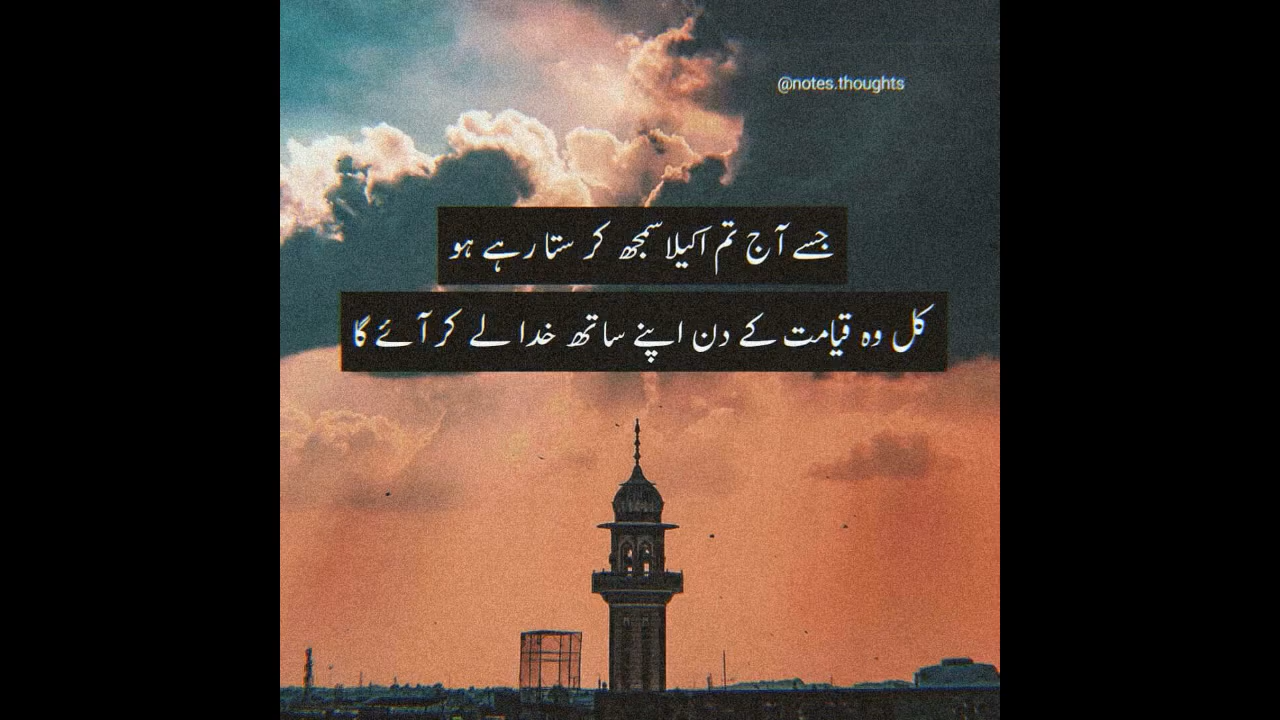 @notes.thoughts
جسے آج تم اکیلا سمجھ کر ستا رہے ہو
کل وہ قیامت کے دن اپنے ساتھ خدا لے کر آئے گا